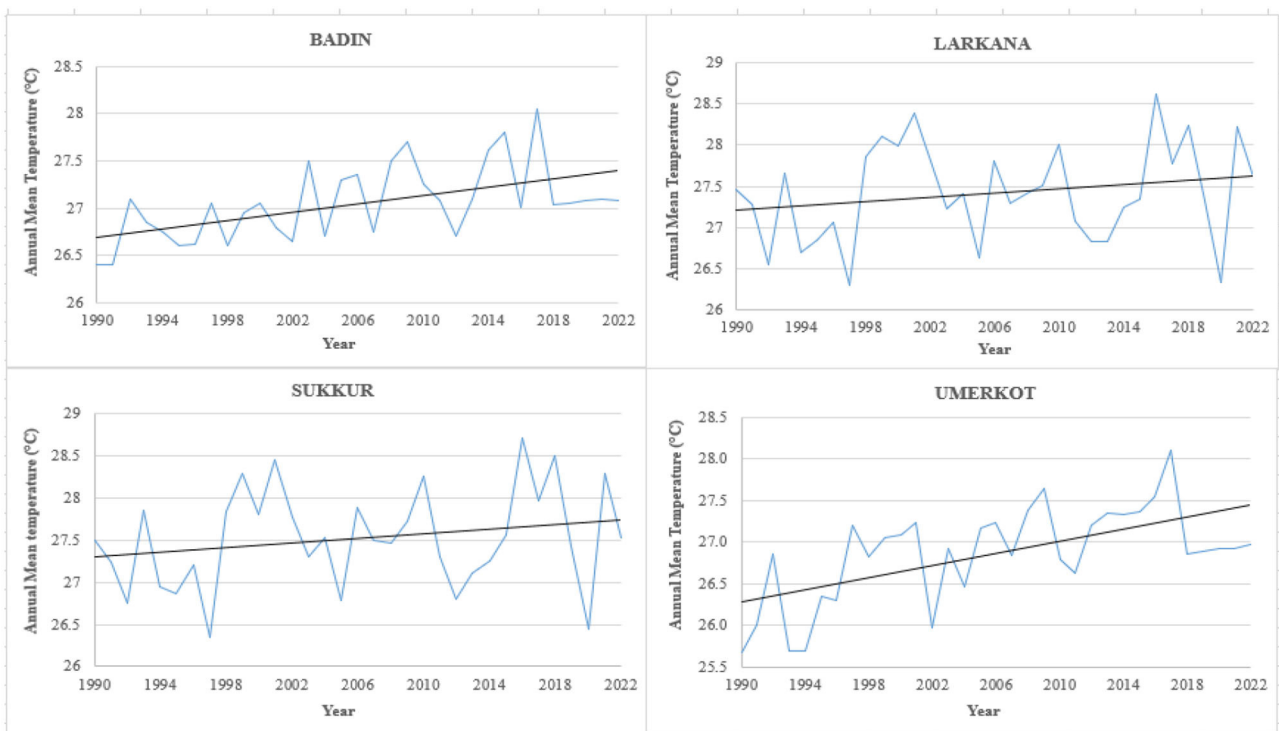 BADIN
Annual Mean Temperature (°C)
28.5
28
27.5
27
26.5
26
1990 1994 1998 2002 2006 2010 2014 2018 2022
Year
LARKANA
Annual Mean Temperature (°C)
29
28.5
28
27.5
27
26.5
26
1990 1994 1998 2002 2006 2010 2014 2018 2022
Year
SUKKUR
Annual Mean temperature (°C)
29
28.5
28
27.5
27
26.5
26
1990 1994 1998 2002 2006 2010 2014 2018 2022
Year
UMERKOT
Annual Mean Temperature (°C)
28.5
28.0
27.5
27.0
26.5
26.0
25.5
1990 1994 1998 2002 2006 2010 2014 2018 2022
Year